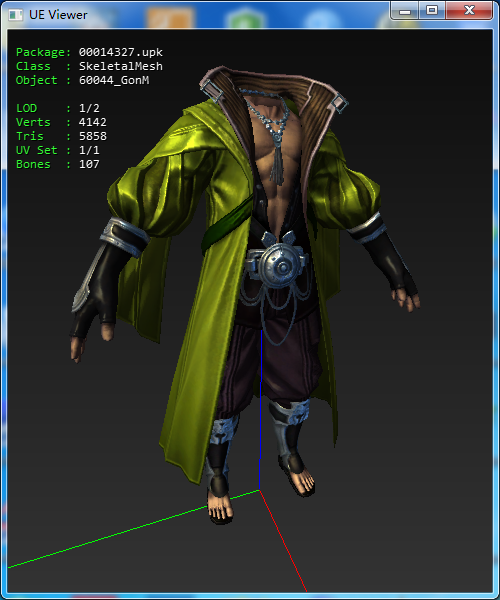 UE Viewer
Package: 00014327.upk
Class : SkeletalMesh
Object : 60044_GonM
LOD : 1/2
Verts : 4142
Tris : 5858
UV Set : 1/1
Bones : 107